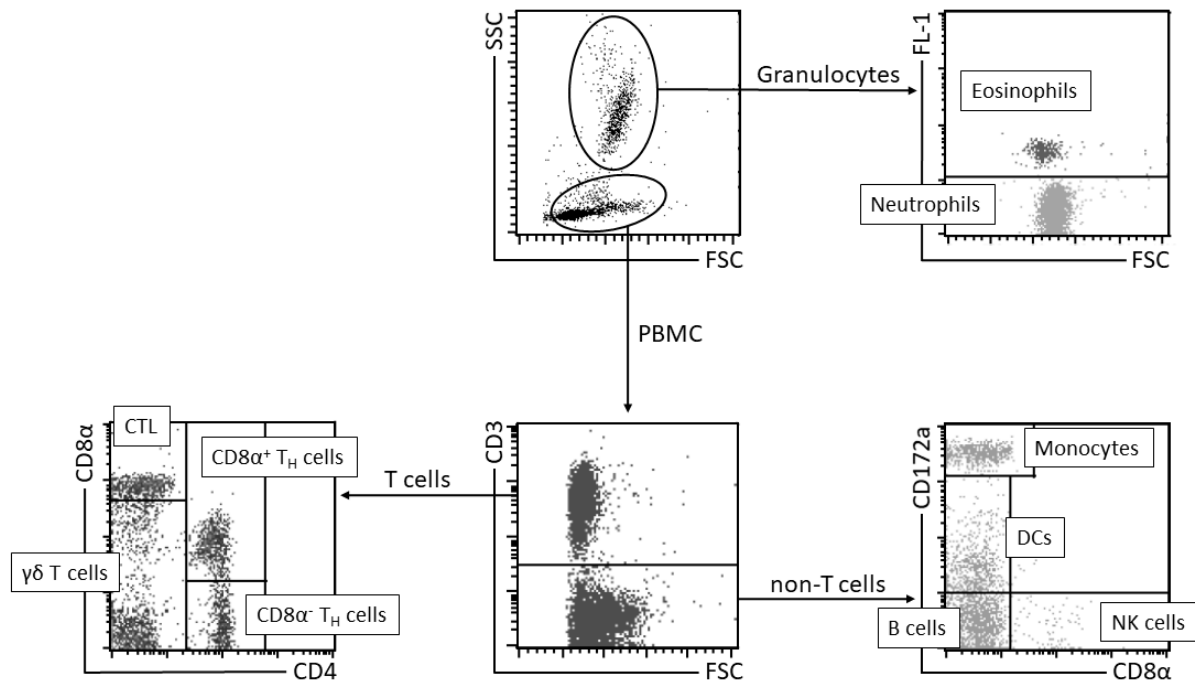 SSC
FSC
Granulocytes
FL-1
Eosinophils
Neutrophils
FSC
PBMC
CD8α
CTL
CD8α⁺ T_H cells
γδ T cells
CD8α⁻ T_H cells
CD4
T cells
CD3
FSC
non-T cells
CD172a
Monocytes
DCs
B cells
NK cells
CD8α